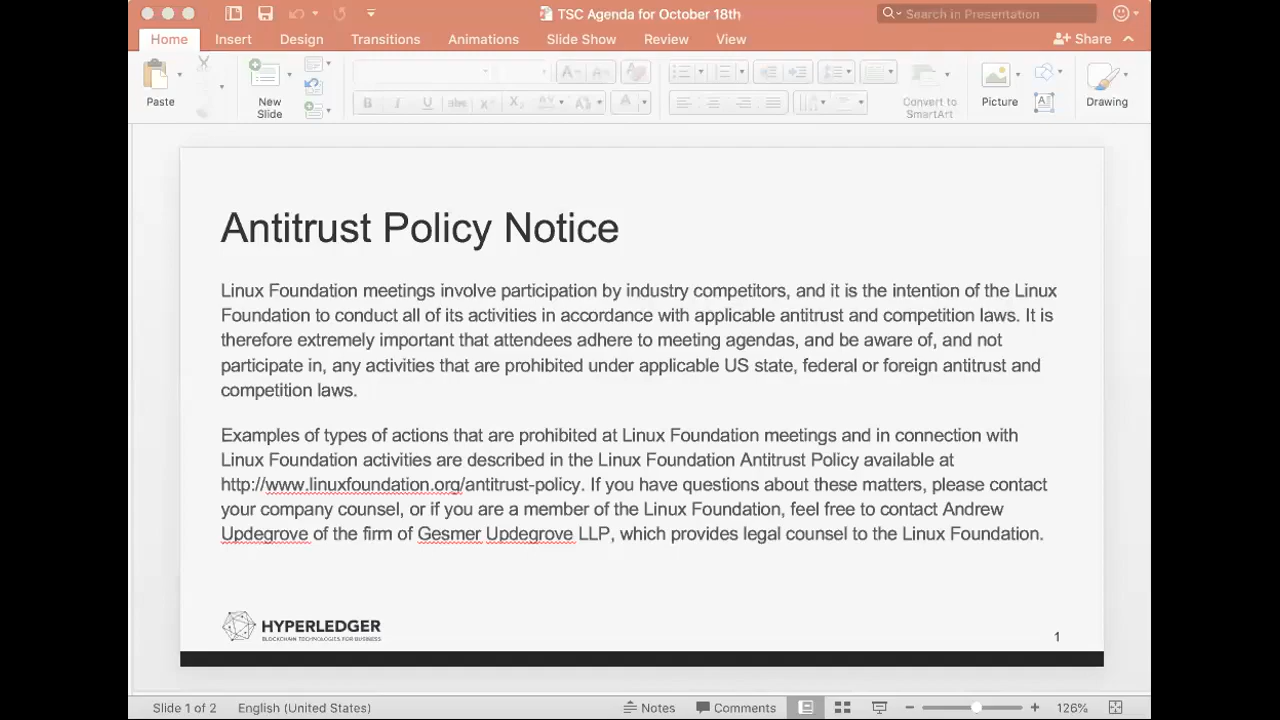 TSC Agenda for October 18th
Search in Presentation
Home Insert Design Transitions Animations Slide Show Review View Share
Paste
New
Slide
B I U abc X² X₂ AV Aa A
Convert to
SmartArt
Picture
Drawing
Antitrust Policy Notice
Linux Foundation meetings involve participation by industry competitors, and it is the intention of the Linux
Foundation to conduct all of its activities in accordance with applicable antitrust and competition laws. It is
therefore extremely important that attendees adhere to meeting agendas, and be aware of, and not
participate in, any activities that are prohibited under applicable US state, federal or foreign antitrust and
competition laws.
Examples of types of actions that are prohibited at Linux Foundation meetings and in connection with
Linux Foundation activities are described in the Linux Foundation Antitrust Policy available at
http://www.linuxfoundation.org/antitrust-policy. If you have questions about these matters, please contact
your company counsel, or if you are a member of the Linux Foundation, feel free to contact Andrew
Updegrove of the firm of Gesmer Updegrove LLP, which provides legal counsel to the Linux Foundation.
HYPERLEDGER
BLOCKCHAIN TECHNOLOGIES FOR BUSINESS
1
Slide 1 of 2 English (United States) Notes Comments 126%